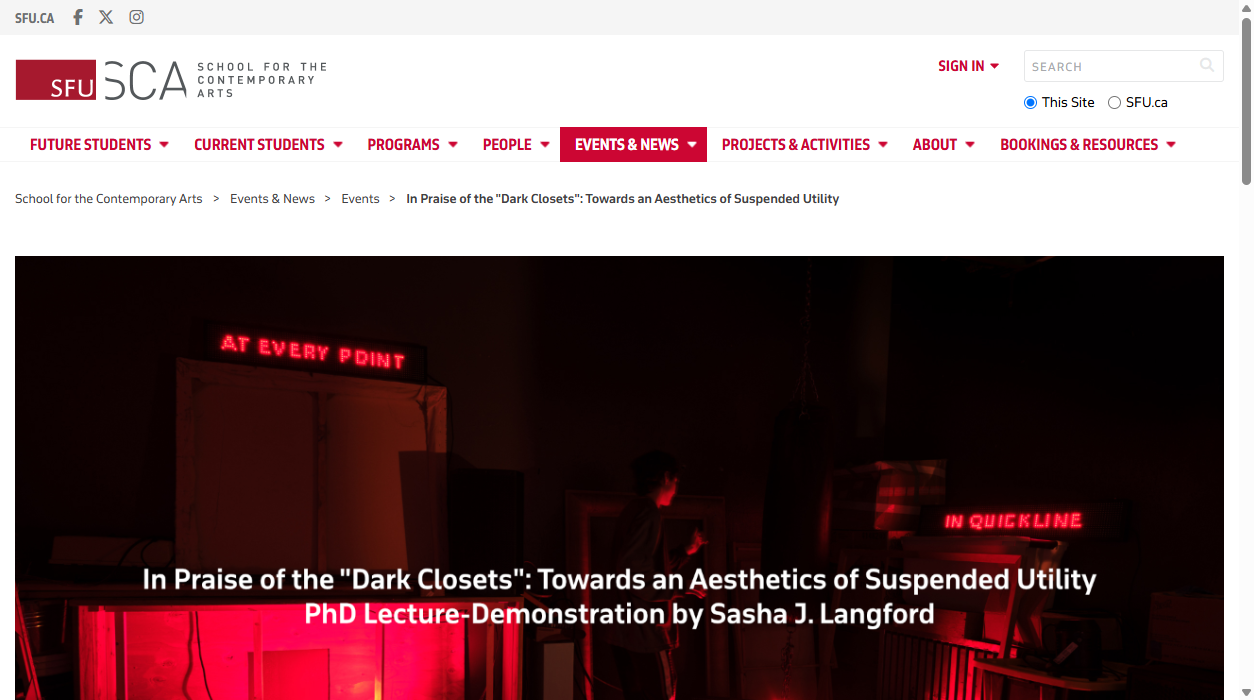 SFU.CA
SFU SCA SCHOOL FOR THE
CONTEMPORARY
ARTS
SIGN IN
SEARCH
This Site SFU.ca
FUTURE STUDENTS CURRENT STUDENTS PROGRAMS PEOPLE EVENTS & NEWS PROJECTS & ACTIVITIES ABOUT BOOKINGS & RESOURCES
School for the Contemporary Arts > Events & News > Events > In Praise of the "Dark Closets": Towards an Aesthetics of Suspended Utility
AT EVERY POINT
IN QUICKLINE
In Praise of the "Dark Closets": Towards an Aesthetics of Suspended Utility
PhD Lecture-Demonstration by Sasha J. Langford